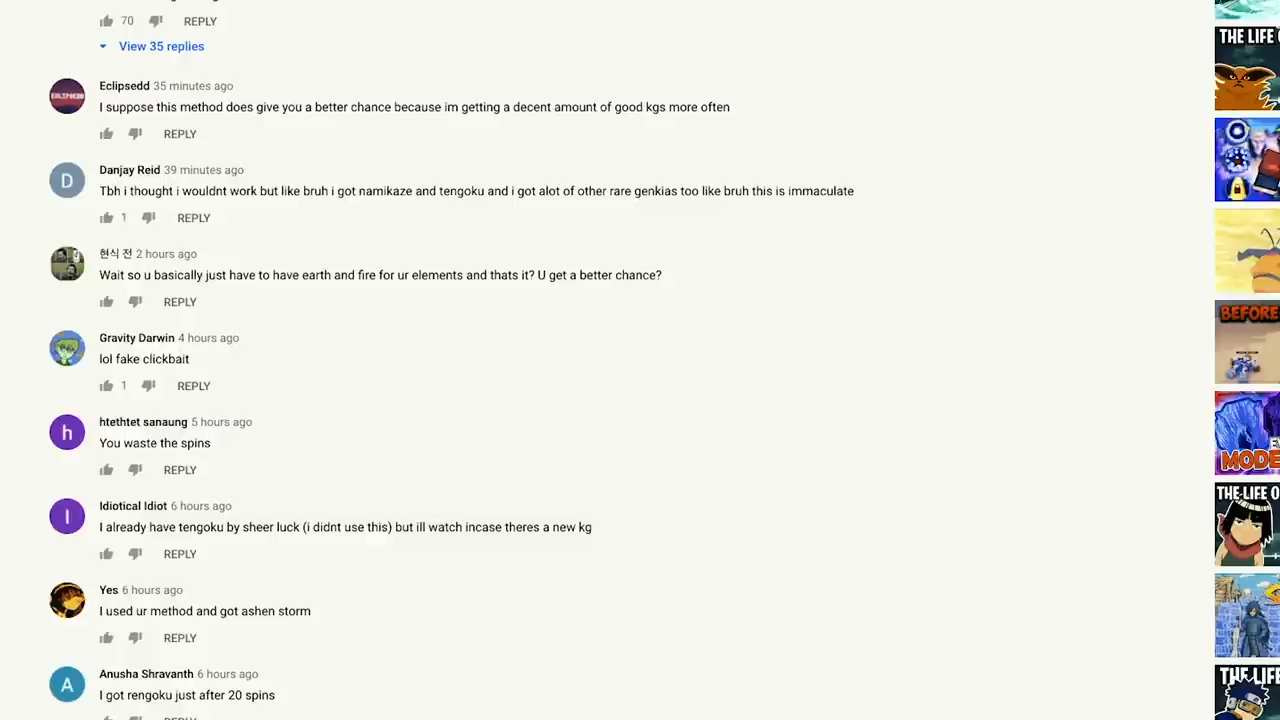 70 REPLY
View 35 replies
Eclipsedd 35 minutes ago
I suppose this method does give you a better chance because im getting a decent amount of good kgs more often
REPLY
Danjay Reid 39 minutes ago
Tbh i thought i wouldnt work but like bruh i got namikaze and tengoku and i got alot of other rare genkias too like bruh this is immaculate
1 REPLY
현식 전 2 hours ago
Wait so u basically just have to have earth and fire for ur elements and thats it? U get a better chance?
REPLY
Gravity Darwin 4 hours ago
lol fake clickbait
1 REPLY
htethtet sanaung 5 hours ago
You waste the spins
REPLY
Idiotical Idiot 6 hours ago
I already have tengoku by sheer luck (i didnt use this) but ill watch incase theres a new kg
REPLY
Yes 6 hours ago
I used ur method and got ashen storm
REPLY
Anusha Shravanth 6 hours ago
I got rengoku just after 20 spins
THE LIFE
BEFORE
MODE
THE LIFE O
THE LIFE